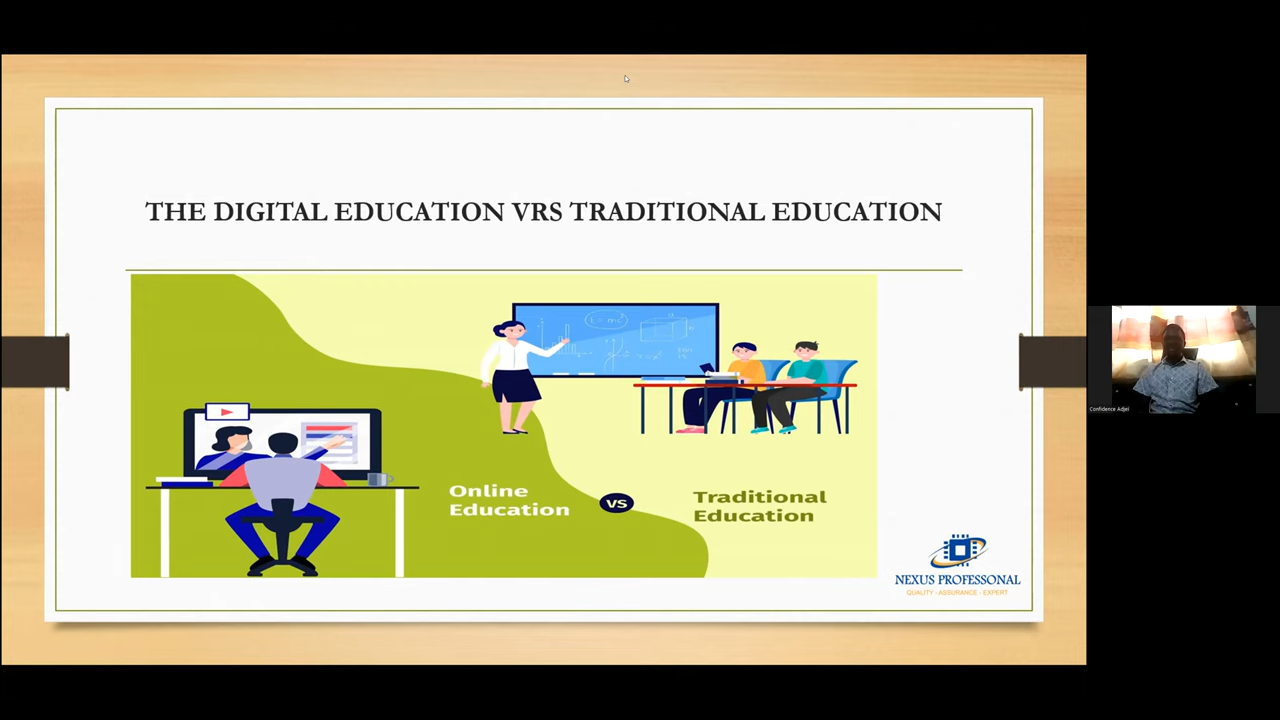 THE DIGITAL EDUCATION VRS TRADITIONAL EDUCATION
Online
Education
vs
Traditional
Education
NEXUS PROFESSONAL
QUALITY - ASSURANCE - EXPERT
Confidence Adjei